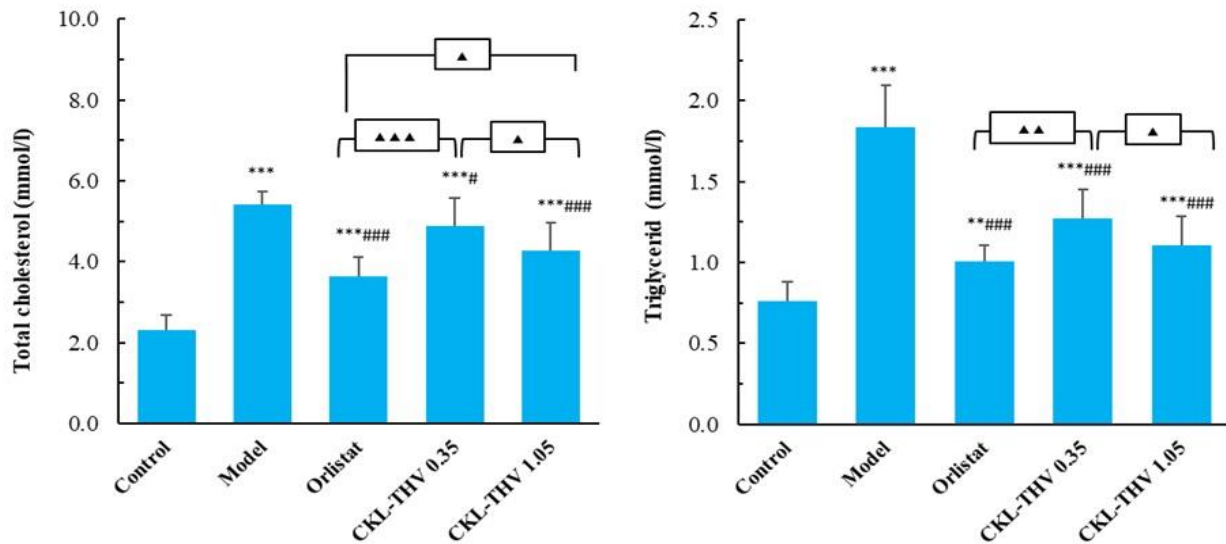 Total cholesterol (mmol/l)
10.0
8.0
6.0
4.0
2.0
0.0
▲
▲▲▲
▲
***
***###
***#
***###
Control
Model
Orlistat
CKL-THV 0.35
CKL-THV 1.05
Triglycerid (mmol/l)
2.5
2.0
1.5
1.0
0.5
0.0
▲▲
▲
***
**###
***###
***###
Control
Model
Orlistat
CKL-THV 0.35
CKL-THV 1.05